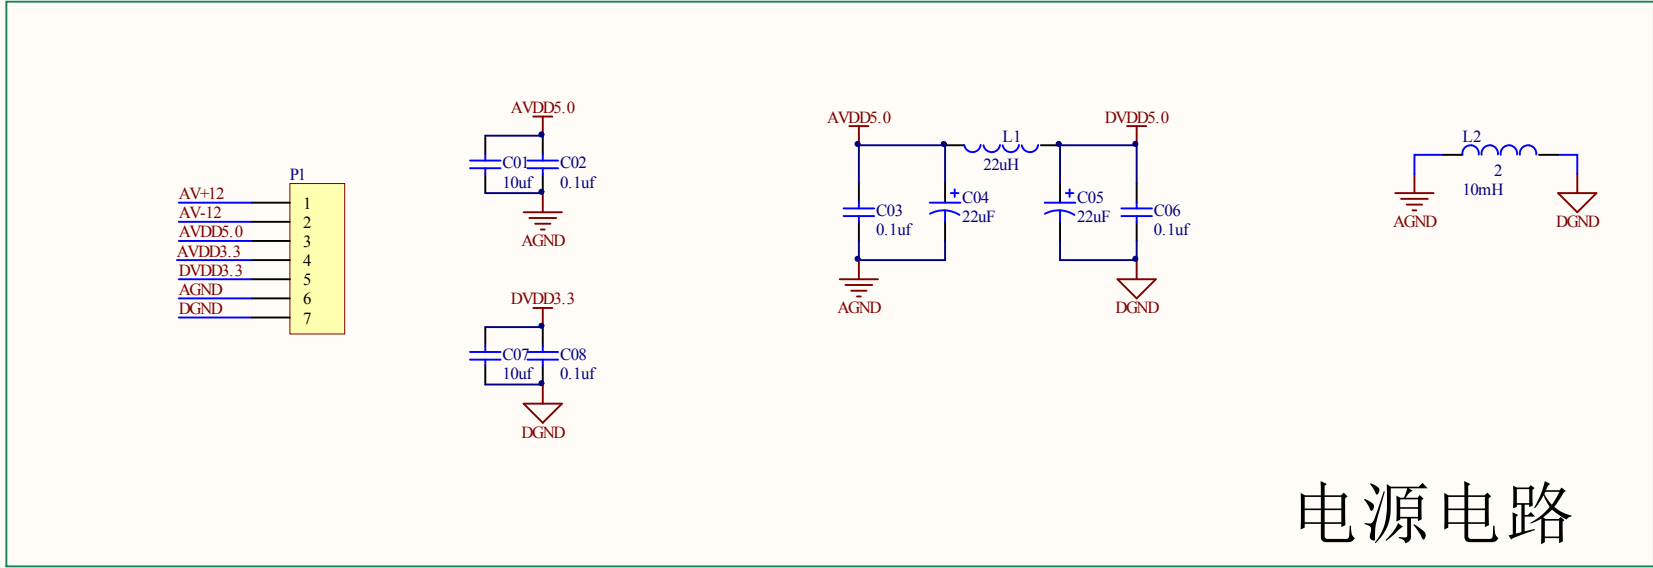 P1
AV+12
1
AV-12
2
AVDD5.0
3
AVDD3.3
4
DVDD3.3
5
AGND
6
DGND
7
AVDD5.0
C01
10uf
C02
0.1uf
AGND
DVDD3.3
C07
10uf
C08
0.1uf
DGND
AVDD5.0
L1
22uH
DVDD5.0
C03
0.1uf
+
C04
22uF
+
C05
22uF
C06
0.1uf
AGND
DGND
L2
2
10mH
AGND
DGND
电源电路